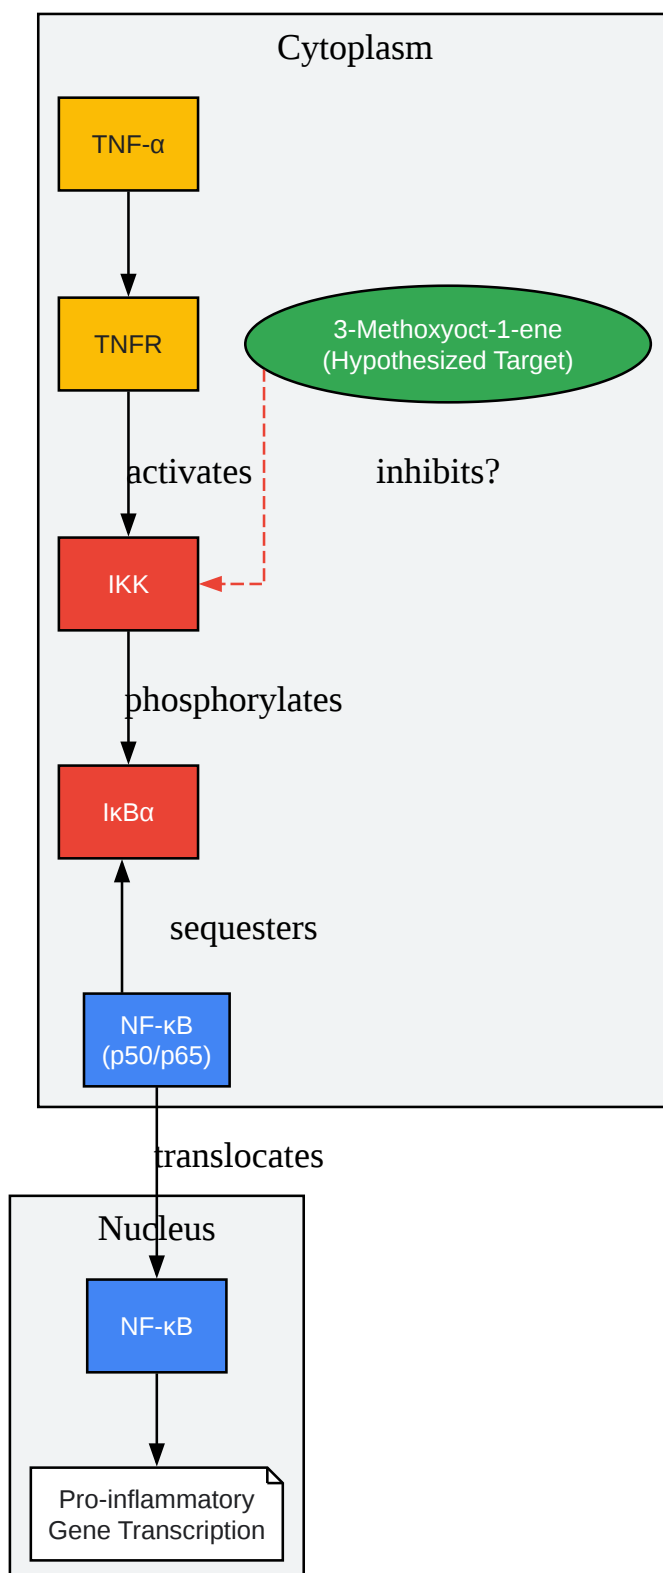 Cytoplasm
TNF-α
TNFR
3-Methoxyoct-1-ene
(Hypothesized Target)
activates
inhibits?
IKK
phosphorylates
IκBα
sequesters
NF-κB
(p50/p65)
translocates
Nucleus
NF-κB
Pro-inflammatory
Gene Transcription